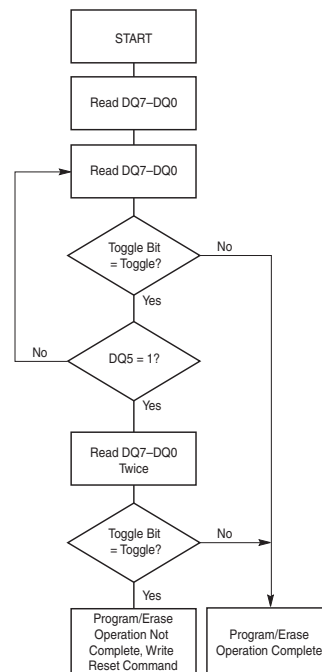 START
Read DQ7–DQ0
Read DQ7–DQ0
Toggle Bit
= Toggle?
No
Yes
No
DQ5 = 1?
Yes
Read DQ7–DQ0
Twice
Toggle Bit
= Toggle?
No
Yes
Program/Erase
Operation Not
Complete, Write
Reset Command
Program/Erase
Operation Complete